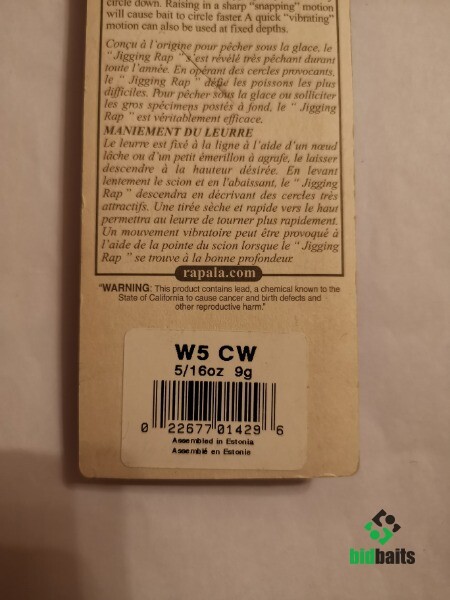 circle down. Raising in a sharp "snapping" motion
will cause bait to circle faster. A quick "vibrating"
motion can also be used at fixed depths.
Conçu à l'origine pour pêcher sous la glace, le
" Jigging Rap " s'est révélé très pêchant durant
toute l'année. En opérant des cercles provocants,
le " Jigging Rap " défie les poissons les plus
difficiles. Pour pêcher sous la glace ou solliciter
les gros spécimens postés à fond, le " Jigging
Rap " est véritablement efficace.
MANIEMENT DU LEURRE
Le leurre est fixé à la ligne à l'aide d'un nœud
lâche ou d'un petit émerillon à agrafe, le laisser
descendre à la hauteur désirée. En levant
lentement le scion et en l'abaissant, le " Jigging
Rap " descendra en décrivant des cercles très
attractifs. Une tirée sèche et rapide vers le haut
permettra au leurre de tourner plus rapidement.
Un mouvement vibratoire peut être provoqué à
l'aide de la pointe du scion lorsque le " Jigging
Rap " se trouve à la bonne profondeur.
rapala.com
"WARNING: This product contains lead, a chemical known to the
State of California to cause cancer and birth defects and
other reproductive harm."
W5 CW
5/16oz 9g
0 22677 01429 6
Assembled in Estonia
Assemblé en Estonie
bidbaits